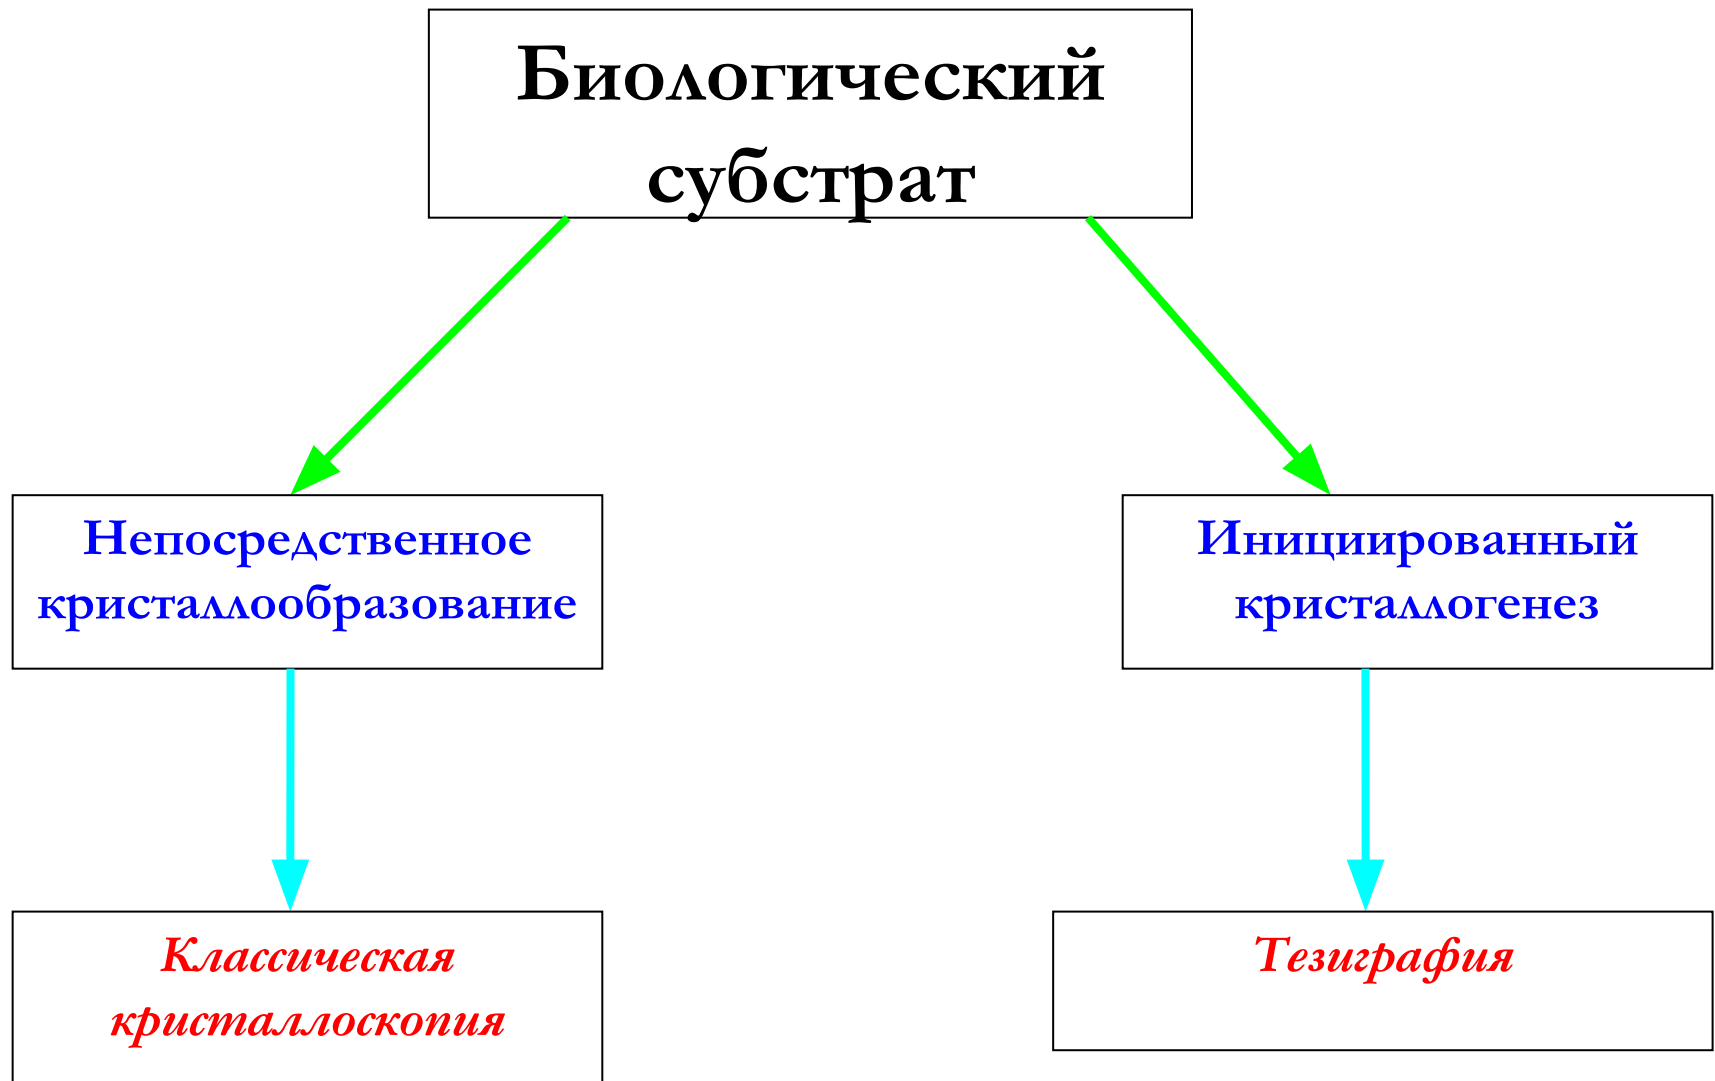 Биологический
субстрат
Непосредственное
кристаллообразование
Инициированный
кристаллогенез
Классическая
кристаллоскопия
Тезиграфия